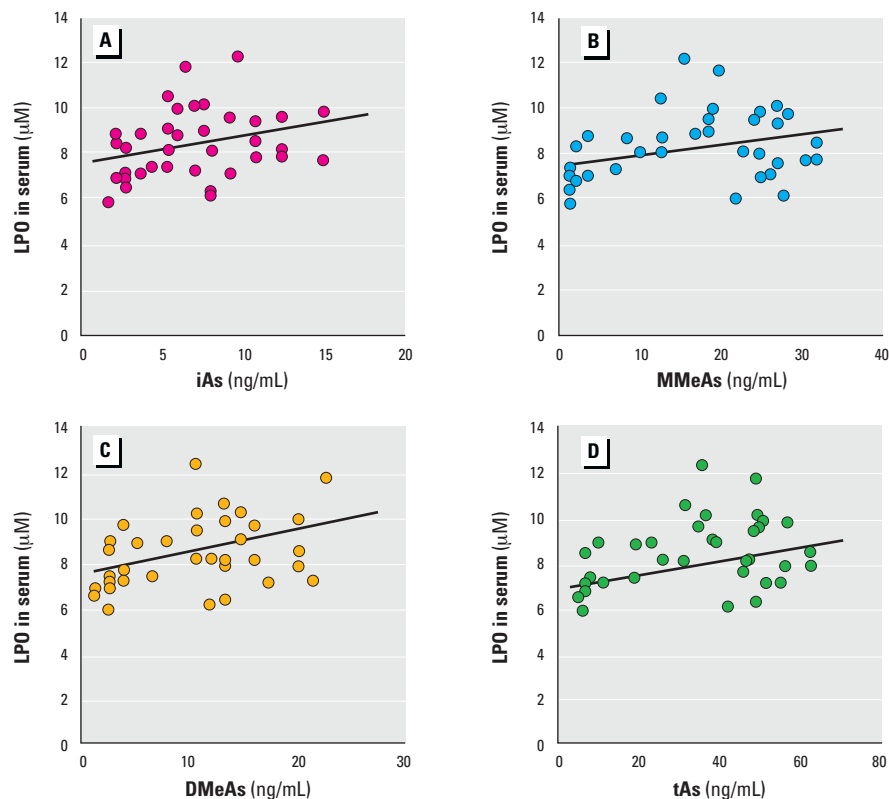 A
LPO in serum (μM)
14
12
10
8
6
4
2
0
0 5 10 15 20
iAs (ng/mL)
B
LPO in serum (μM)
14
12
10
8
6
4
2
0
0 10 20 30 40
MMeAs (ng/mL)
C
LPO in serum (μM)
14
12
10
8
6
4
2
0
0 10 20 30
DMeAs (ng/mL)
D
LPO in serum (μM)
14
12
10
8
6
4
2
0
0 20 40 60 80
tAs (ng/mL)